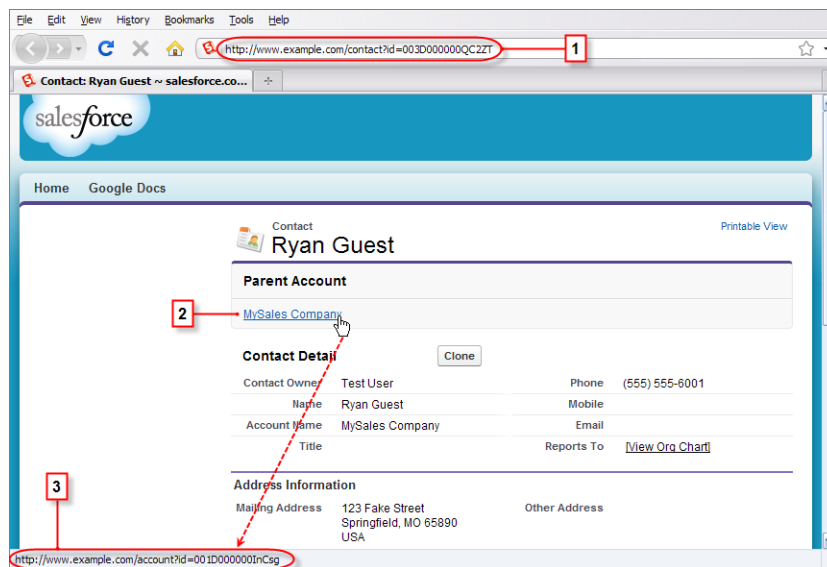 File Edit View History Bookmarks Tools Help
http://www.example.com/contact?id=003D000000QC2ZT
1
Contact: Ryan Guest ~ salesforce.co...
salesforce
Home Google Docs
Contact
Ryan Guest
Printable View
Parent Account
2
MySales Company
Contact Detail Clone
Contact Owner Test User Phone (555) 555-6001
Name Ryan Guest Mobile
Account Name MySales Company Email
Title Reports To [View Org Chart]
3
Address Information
Mailing Address 123 Fake Street Other Address
Springfield, MO 65890
USA
http://www.example.com/account?id=001D000000InCsg